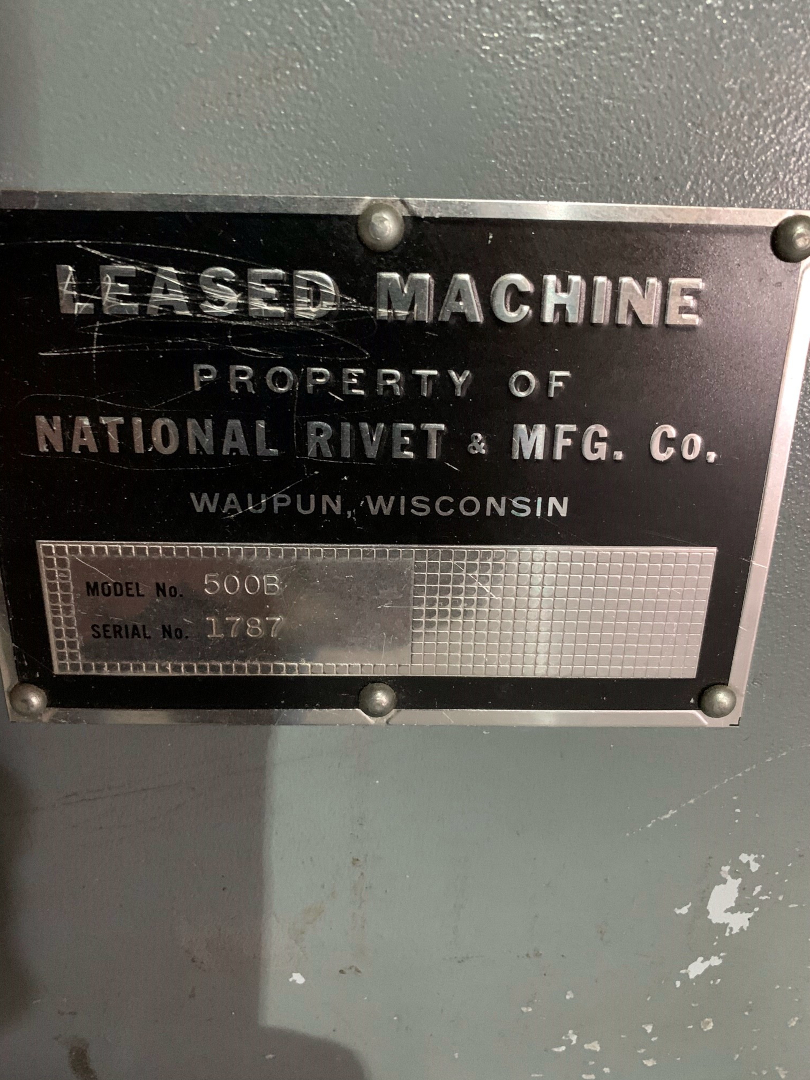 LEASED MACHINE
PROPERTY OF
NATIONAL RIVET & MFG. CO.
WAUPUN, WISCONSIN
MODEL NO. 500B
SERIAL NO. 1787